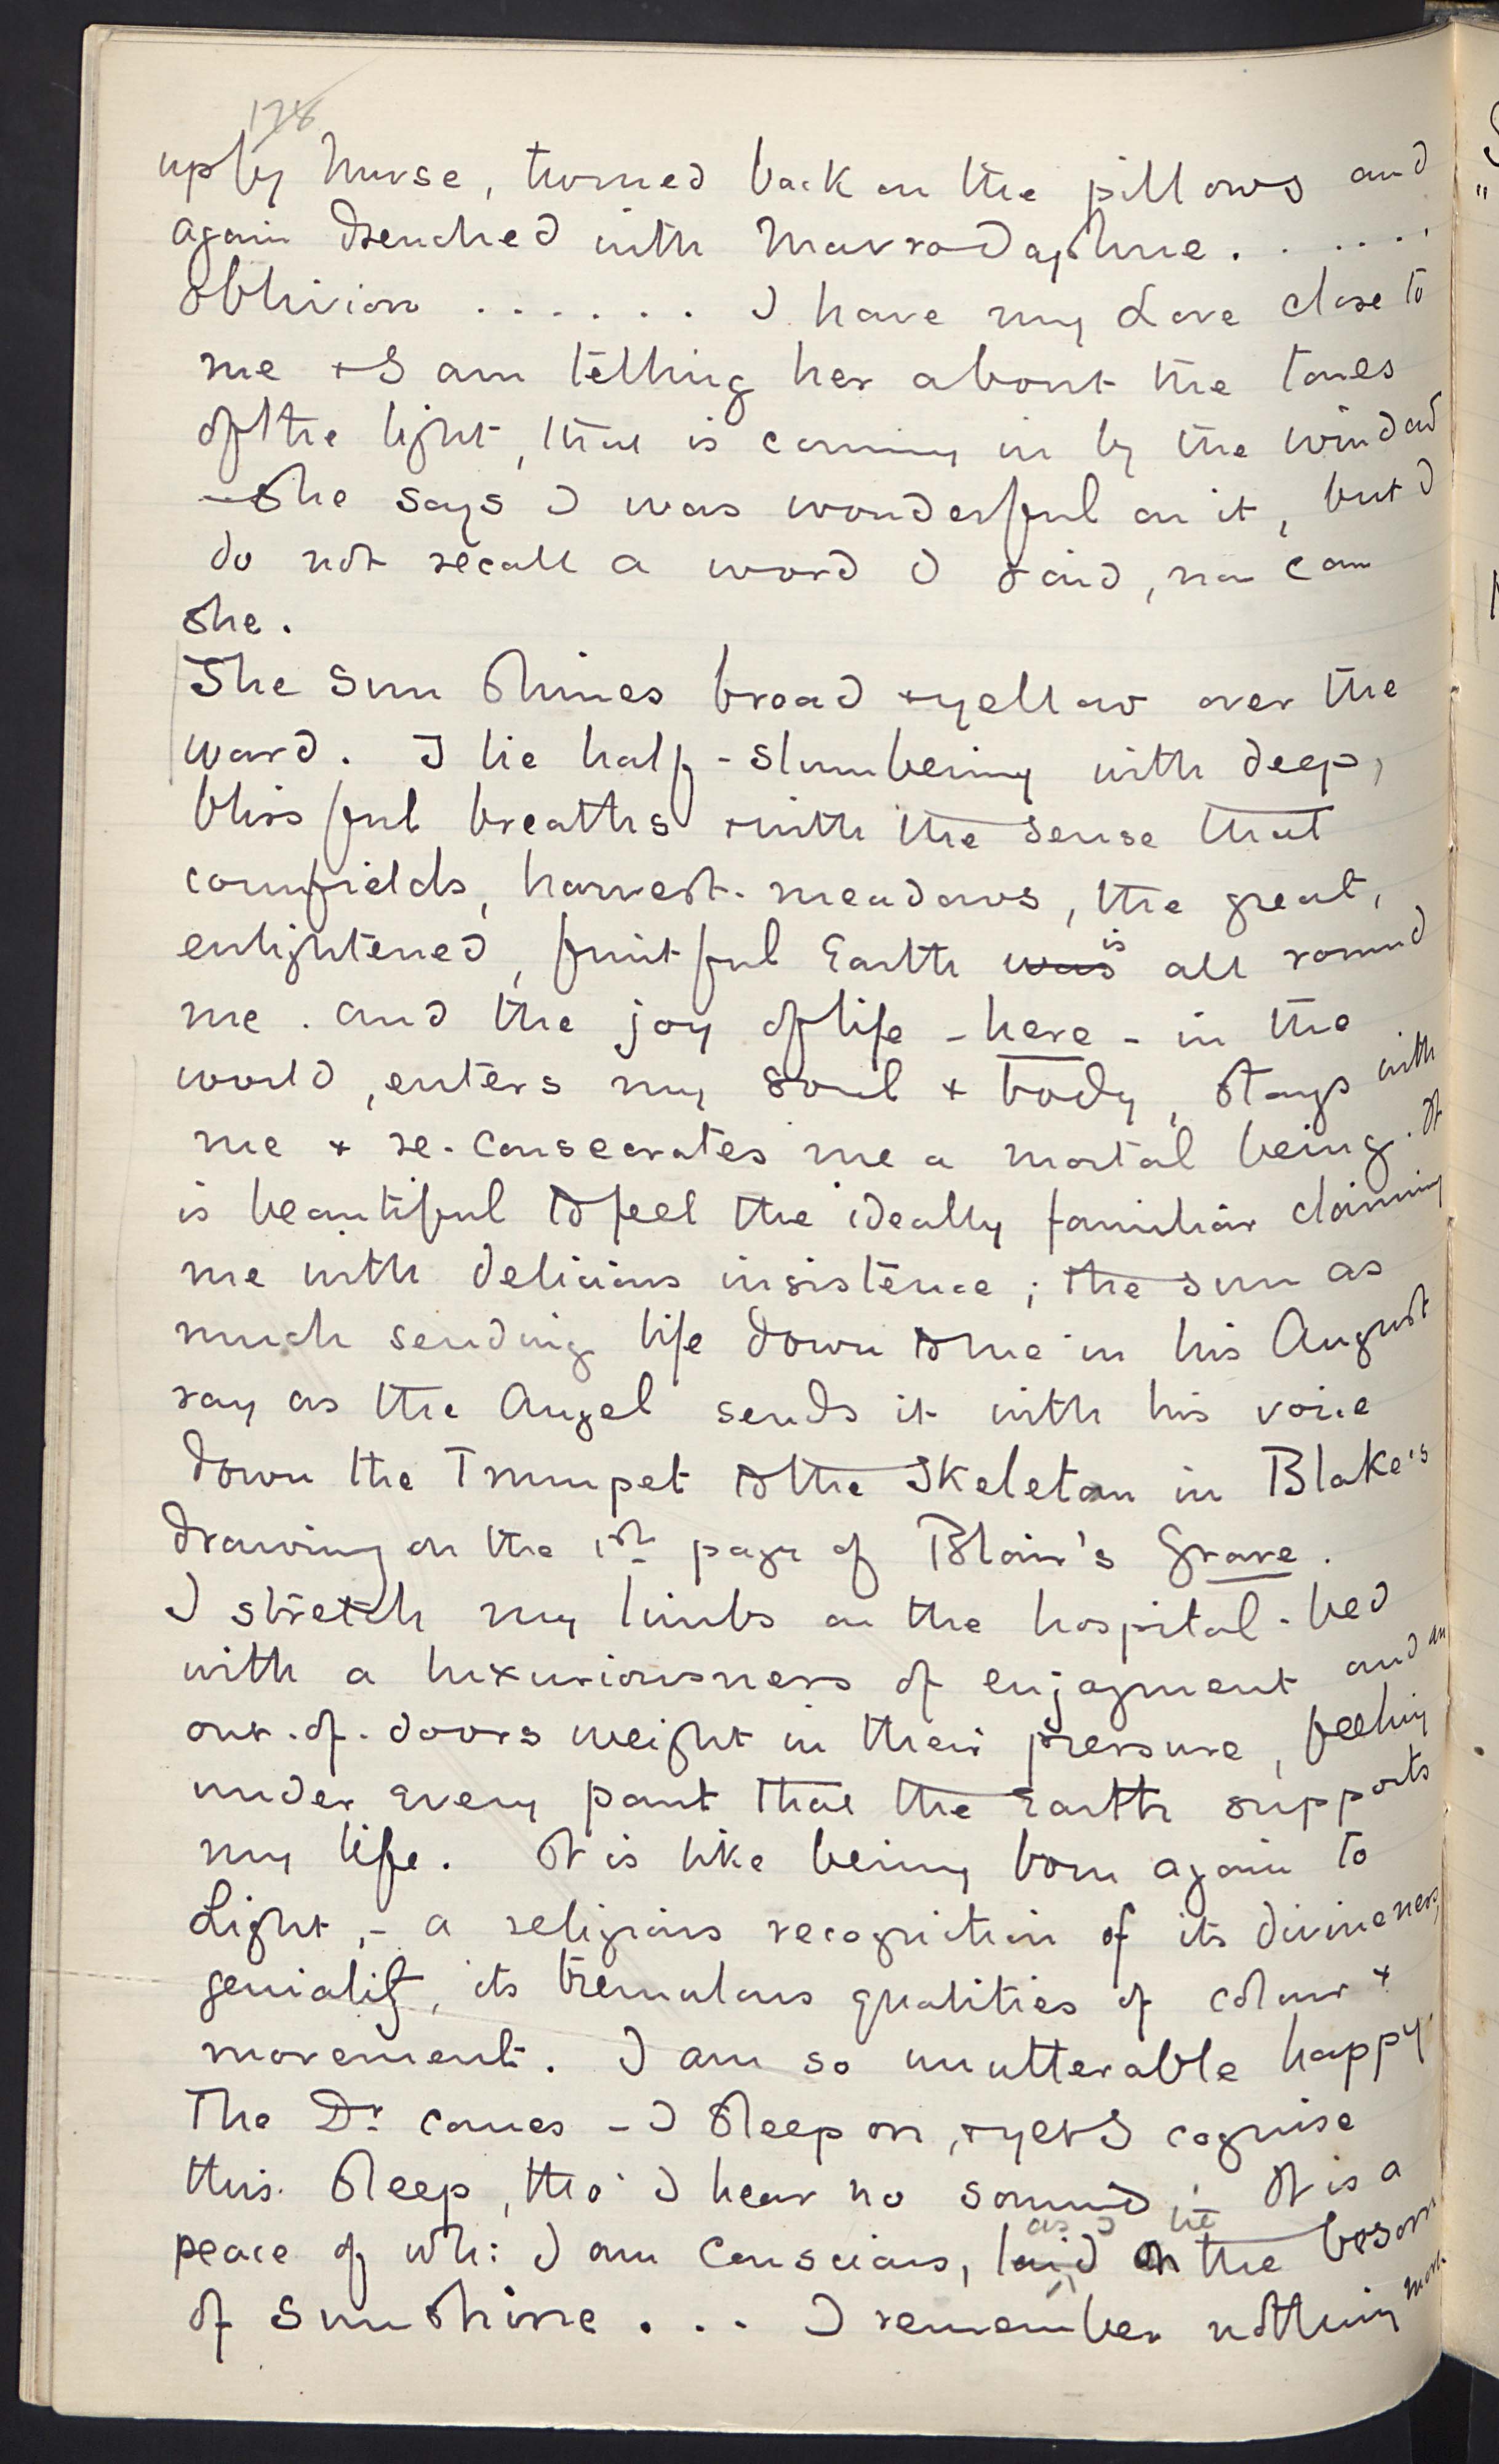 178
up by Nurse, turned back on the pillows and
again drenched with Mavrodaphne. . . . . .
oblivion . . . . . . I have my Love close to
me + I am telling her about the tones
of the light, that is coming in by the window
- She says I was wonderful on it, but I
do not recall a word I said, nor can
she.
The Sun shines broad + yellow over the
ward. I lie half-slumbering with deep,
blissful breaths + with the sense that
cornfields, harvest-meadows, the great,
enlightened, fruitful Earth was is all round
me. and the joy of life - here - in the
world, enters my soul + body, stays with
me + re-consecrates me a mortal being. It
is beautiful to feel the ideally familiar claiming
me with delicious insistence; the sun as
much sending life down to me in his August
ray as the Angel sends it with his voice
down the Trumpet to the Skeleton in Blake's
drawing on the 1st page of Blair's Grave.
I stretch my limbs on the hospital-bed
with a luxuriousness of enjoyment and an
out-of-doors weight in their pressure, feeling
under every part that the Earth supports
my life. It is like being born again to
Light, - a religious recognition of its divineness,
geniality, its tremulous qualities of colour +
movement. I am so unutterable happy.
The Dr comes - I sleep on, + yet I cognise
this sleep, tho' I hear no sound; It is a
peace of wh: I am conscious, laid as I lie on the bosom
of sunshine . . . I remember nothing more